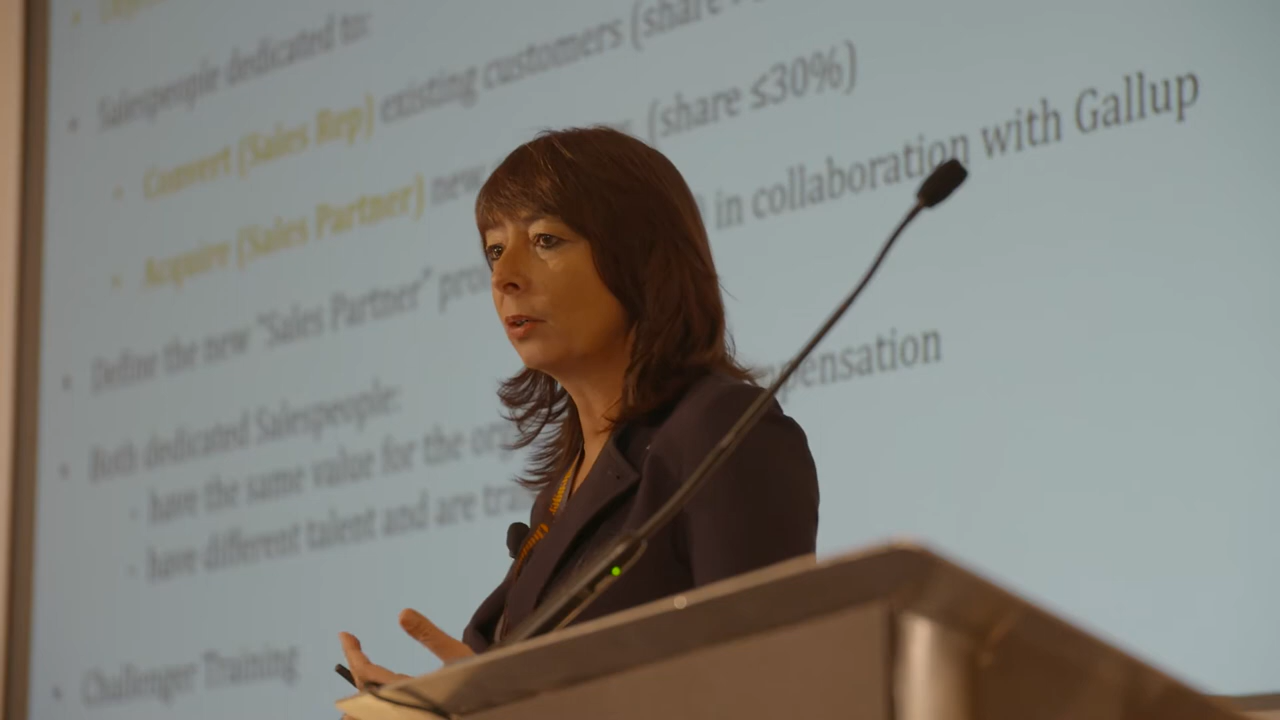 Salespeople dedicated to:
Convert (Sales Rep) existing customers (share
Acquire (Sales Partner) new (share ≤30%)
Define the new "Sales Partner" in collaboration with Gallup
Both dedicated Salespeople:
- have the same value for the
- have different talent and are
Challenger Training